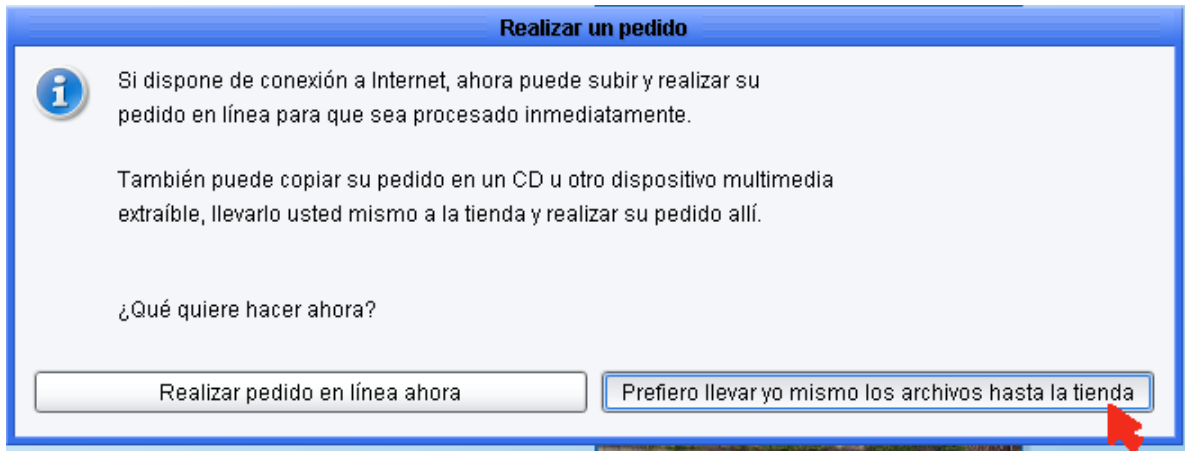 Realizar un pedido
Si dispone de conexión a Internet, ahora puede subir y realizar su
pedido en línea para que sea procesado inmediatamente.
También puede copiar su pedido en un CD u otro dispositivo multimedia
extraíble, llevarlo usted mismo a la tienda y realizar su pedido allí.
¿Qué quiere hacer ahora?
Realizar pedido en línea ahora
Prefiero llevar yo mismo los archivos hasta la tienda